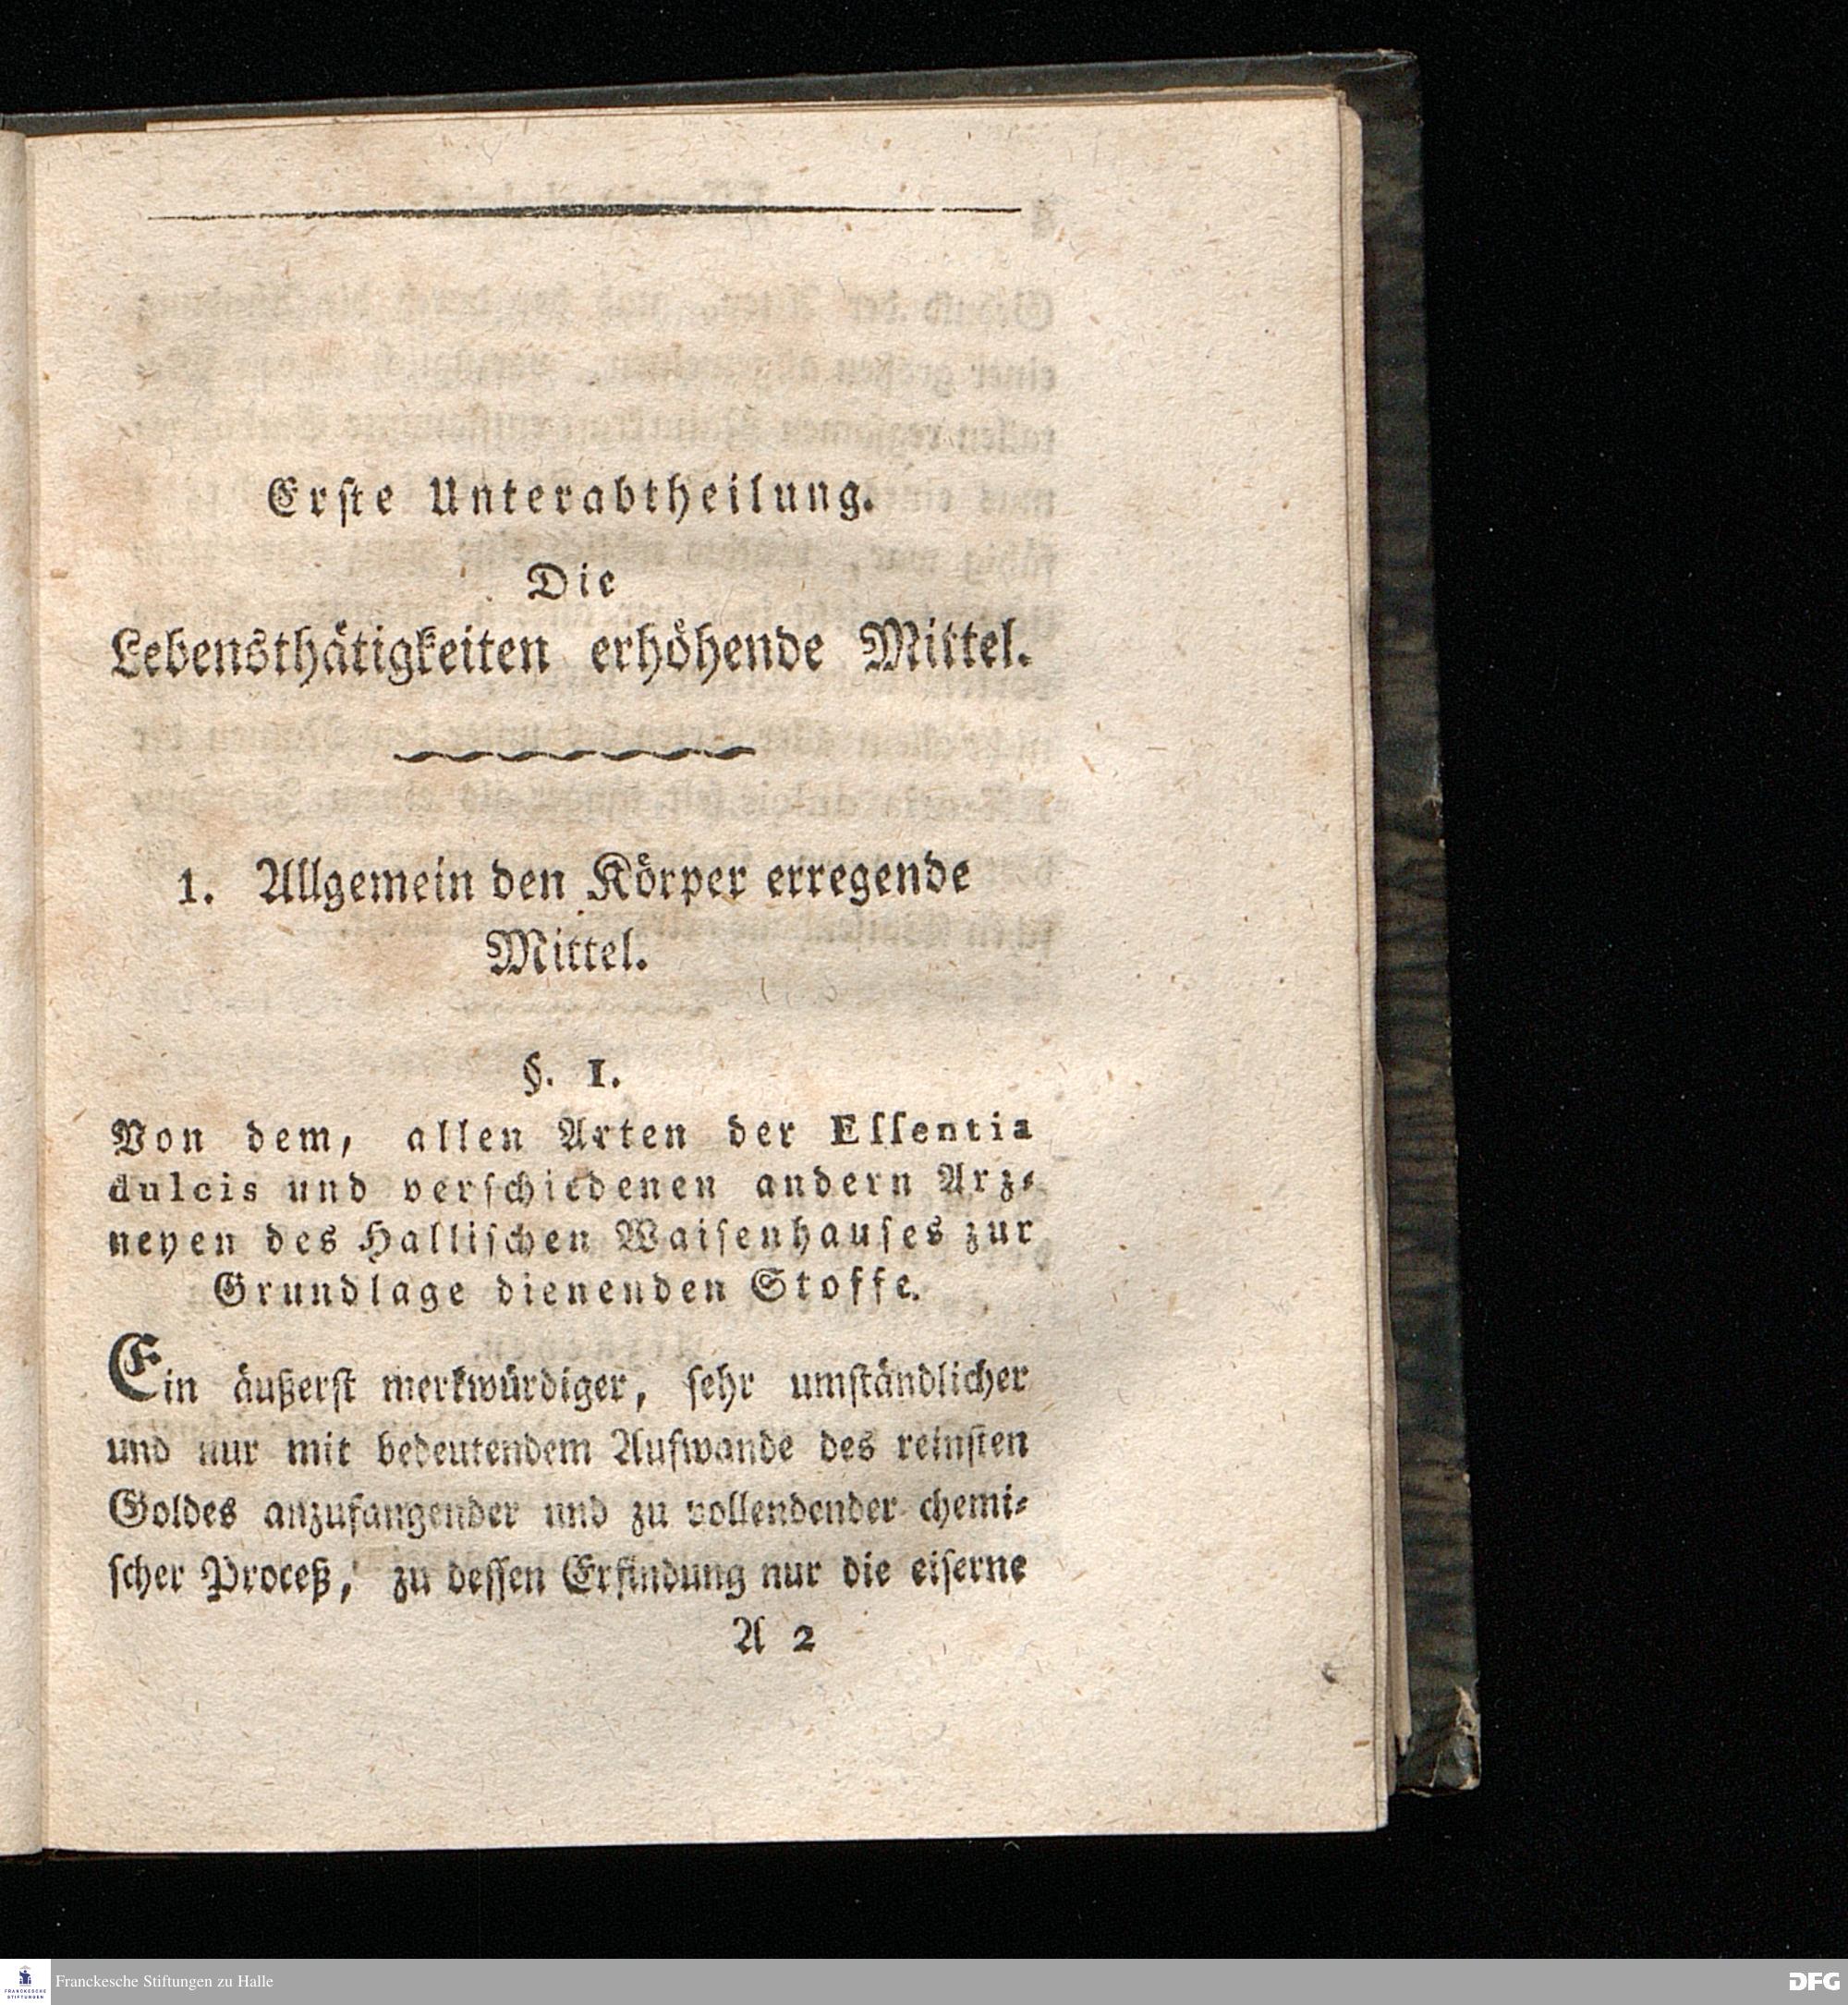 Erſte Unterabtheilung.
Die
Lebensthätigkeiten erhöhende Mittel.
1. Allgemein den Körper erregende
Mittel.
§. 1.
Von dem, allen Arten der Eſſentia
dulcis und verſchiedenen andern Arz⸗
neyen des Halliſchen Waiſenhauſes zur
Grundlage dienenden Stoffe.
Ein äußerſt merkwürdiger, ſehr umſtändlicher
und nur mit bedeutendem Aufwande des reinſten
Goldes anzufangender und zu vollendender chemi⸗
ſcher Proceß, zu deſſen Erfindung nur die eiſerne
A 2
FRANCKESCHE
STIFTUNGEN
Franckesche Stiftungen zu Halle
DFG